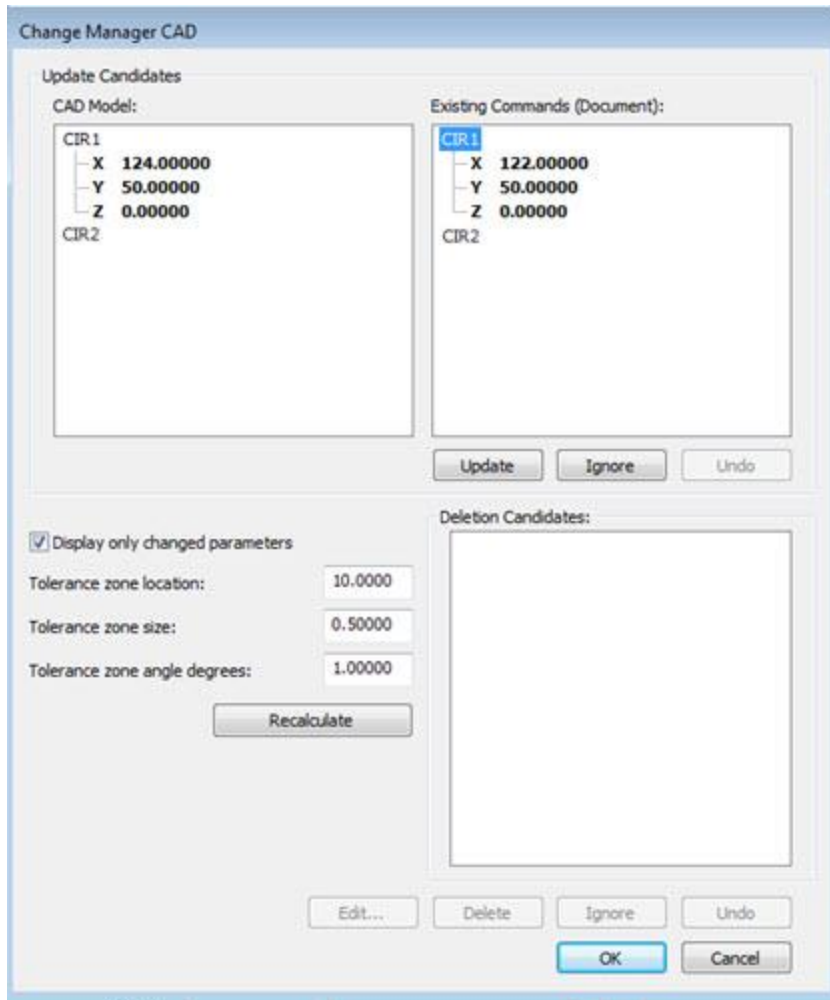 Change Manager CAD
Update Candidates
CAD Model:
CIR1
X 124.00000
Y 50.00000
Z 0.00000
CIR2
Existing Commands (Document):
CIR1
X 122.00000
Y 50.00000
Z 0.00000
CIR2
Update Ignore Undo
Display only changed parameters
Tolerance zone location: 10.0000
Tolerance zone size: 0.50000
Tolerance zone angle degrees: 1.00000
Recalculate
Deletion Candidates:
Edit... Delete Ignore Undo
OK Cancel